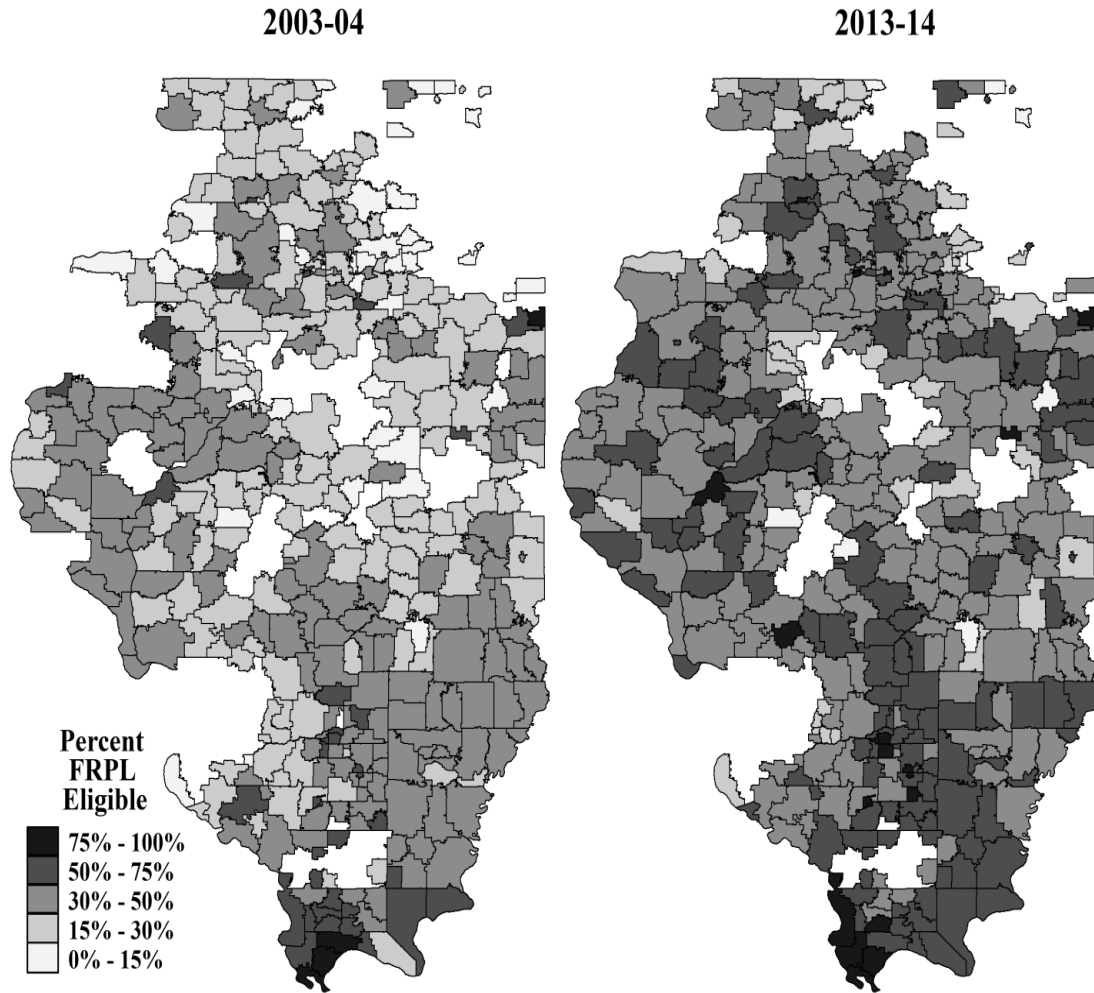 2003-04
2013-14
Percent
FRPL
Eligible
75% - 100%
50% - 75%
30% - 50%
15% - 30%
0% - 15%